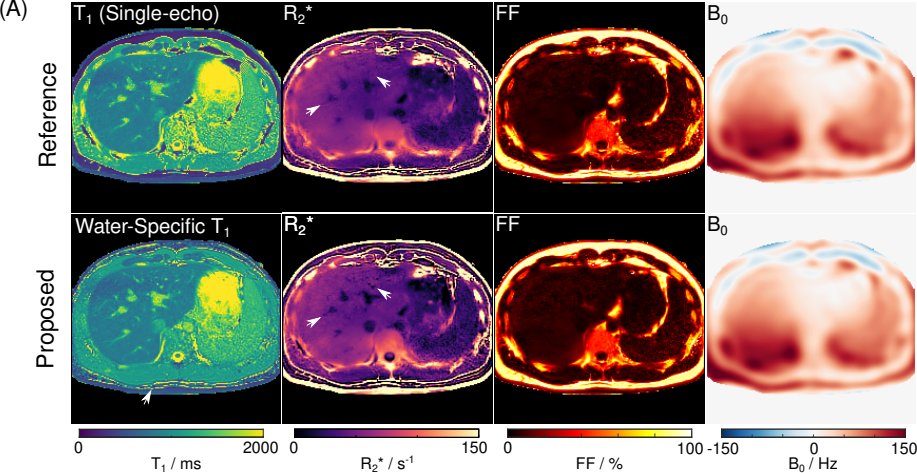 (A)
T₁ (Single-echo) R₂* FF B₀
Reference
Water-Specific T₁ R₂* FF B₀
Proposed
0 2000 0 150 0 100 -150 0 150
T₁ / ms R₂* / s⁻¹ FF / % B₀ / Hz